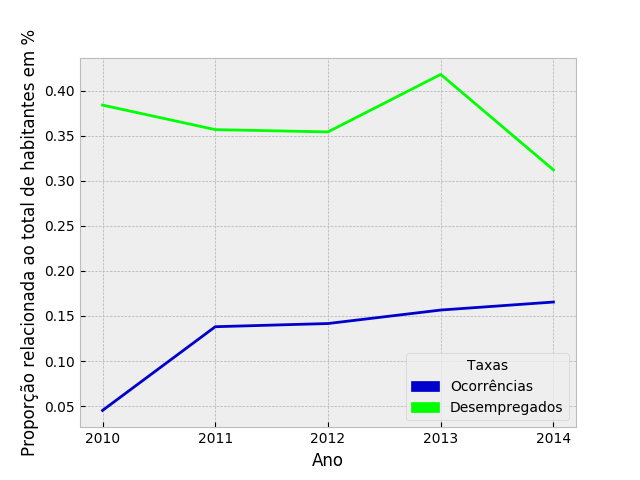 Proporção relacionada ao total de habitantes em %
0.40
0.35
0.30
0.25
0.20
0.15
0.10
0.05
Taxas
Ocorrências
Desempregados
2010 2011 2012 2013 2014
Ano